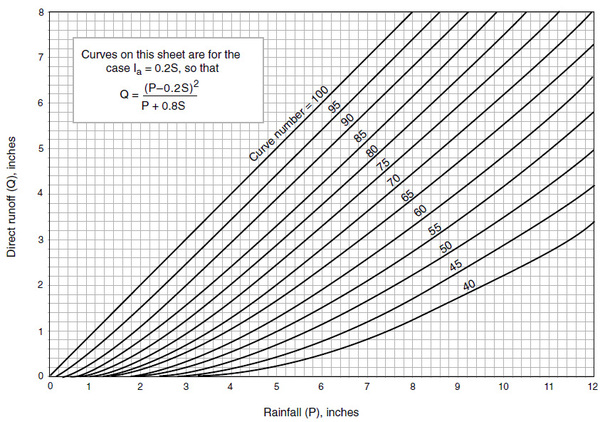 8
7
6
5
4
3
2
1
0
Direct runoff (Q), inches
Curves on this sheet are for the
case Ia = 0.2S, so that
Q = (P–0.2S)2
P + 0.8S
Curve number = 100
95
90
85
80
75
70
65
60
55
50
45
40
0 1 2 3 4 5 6 7 8 9 10 11 12
Rainfall (P), inches